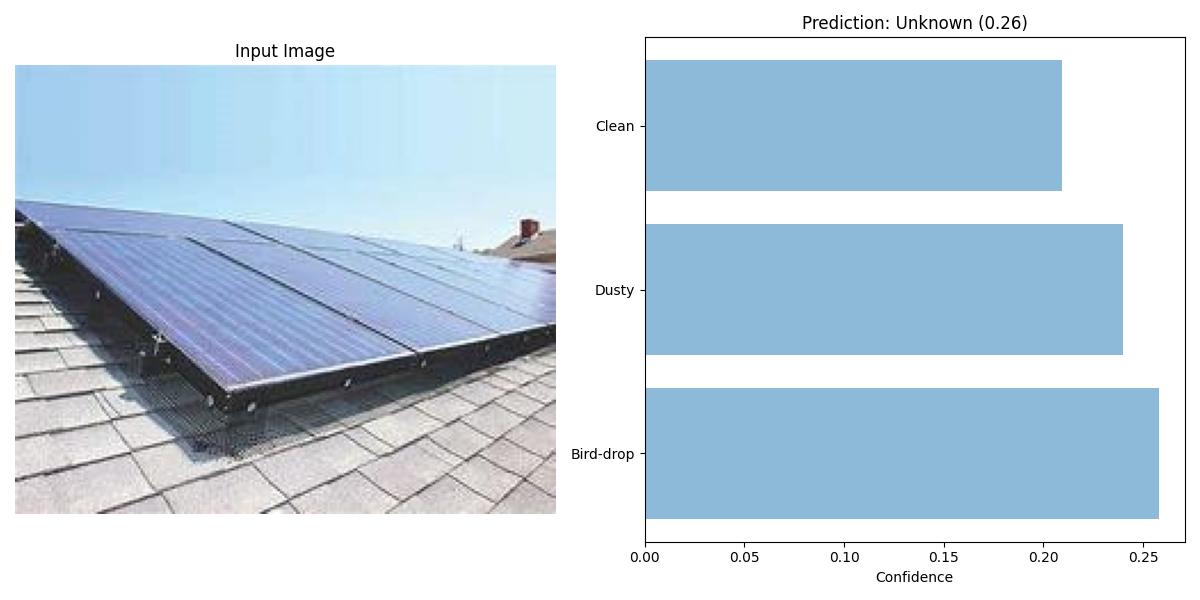 Input Image
Prediction: Unknown (0.26)
Clean
Dusty
Bird-drop
0.00 0.05 0.10 0.15 0.20 0.25
Confidence